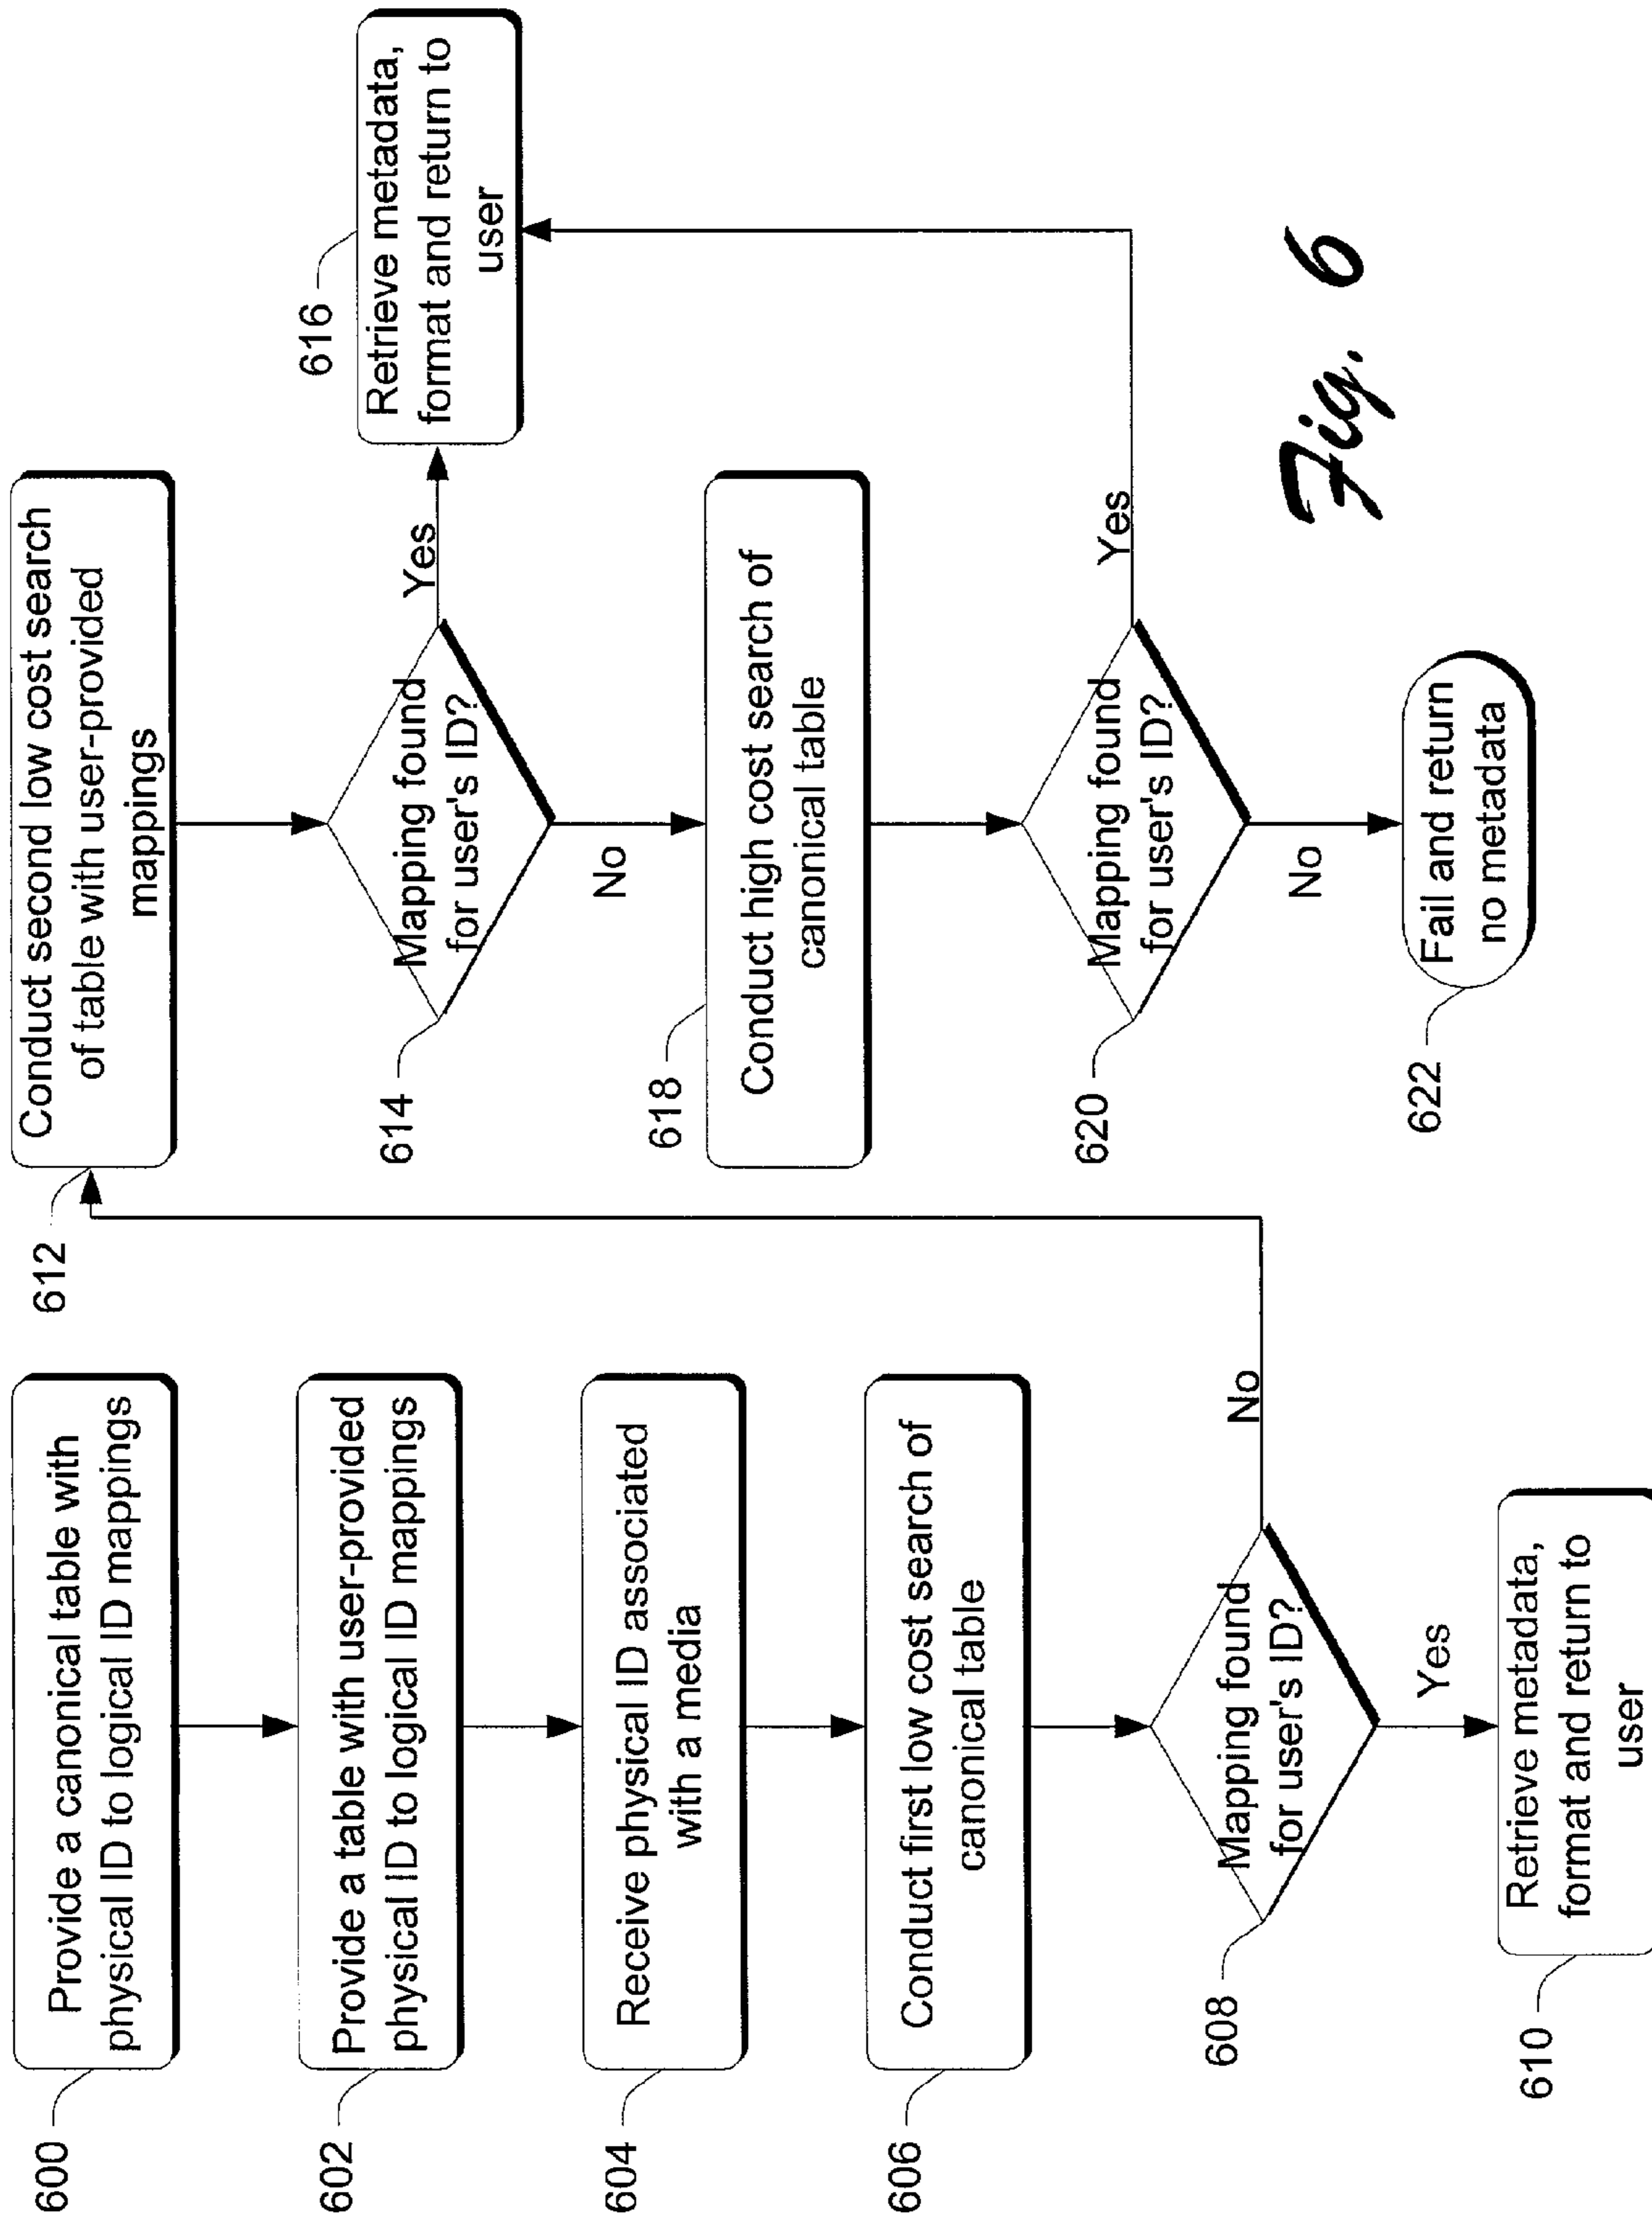 600
Provide a canonical table with
physical ID to logical ID mappings
602
Provide a table with user-provided
physical ID to logical ID mappings
604
Receive physical ID associated
with a media
606
Conduct first low cost search of
canonical table
608
Mapping found
for user's ID?
No
Yes
610
Retrieve metadata,
format and return to
user
612
Conduct second low cost search
of table with user-provided
mappings
614
Mapping found
for user's ID?
Yes
No
616
Retrieve metadata,
format and return to
user
618
Conduct high cost search of
canonical table
620
Mapping found
for user's ID?
Yes
No
622
Fail and return
no metadata
Fig. 6